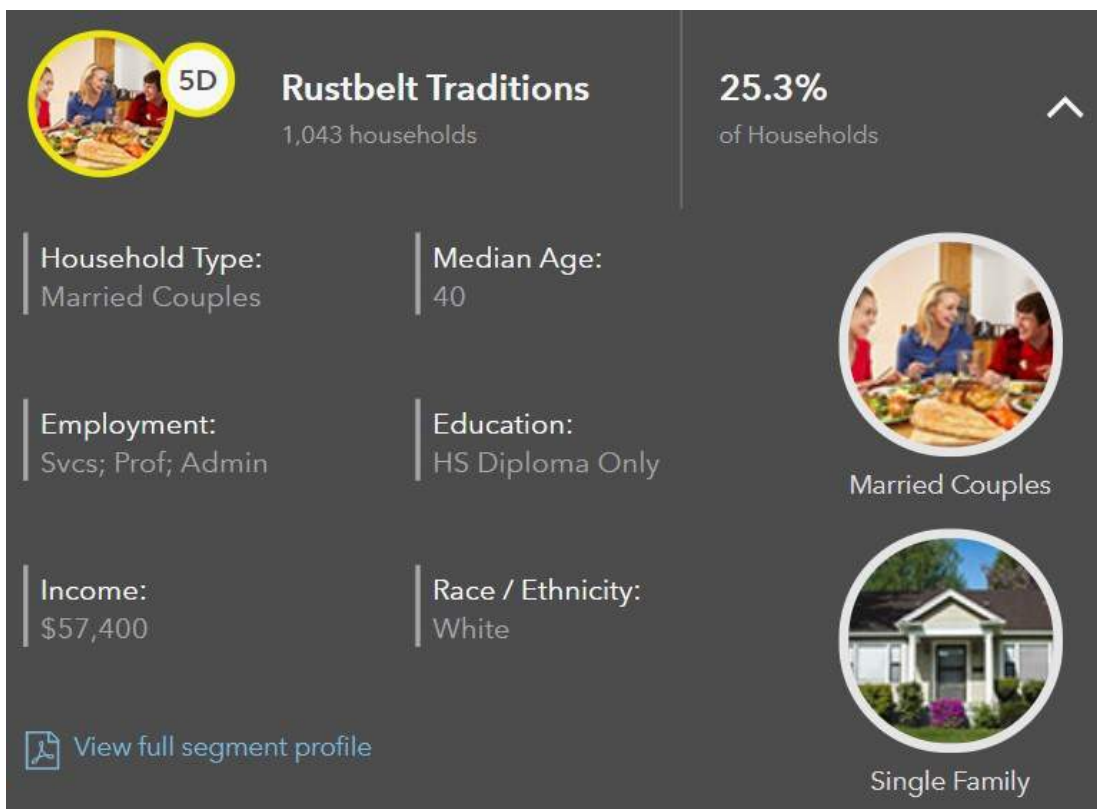 5D
Rustbelt Traditions
1,043 households
25.3%
of Households
Household Type:
Married Couples
Median Age:
40
Employment:
Svcs; Prof; Admin
Education:
HS Diploma Only
Married Couples
Income:
$57,400
Race / Ethnicity:
White
View full segment profile
Single Family